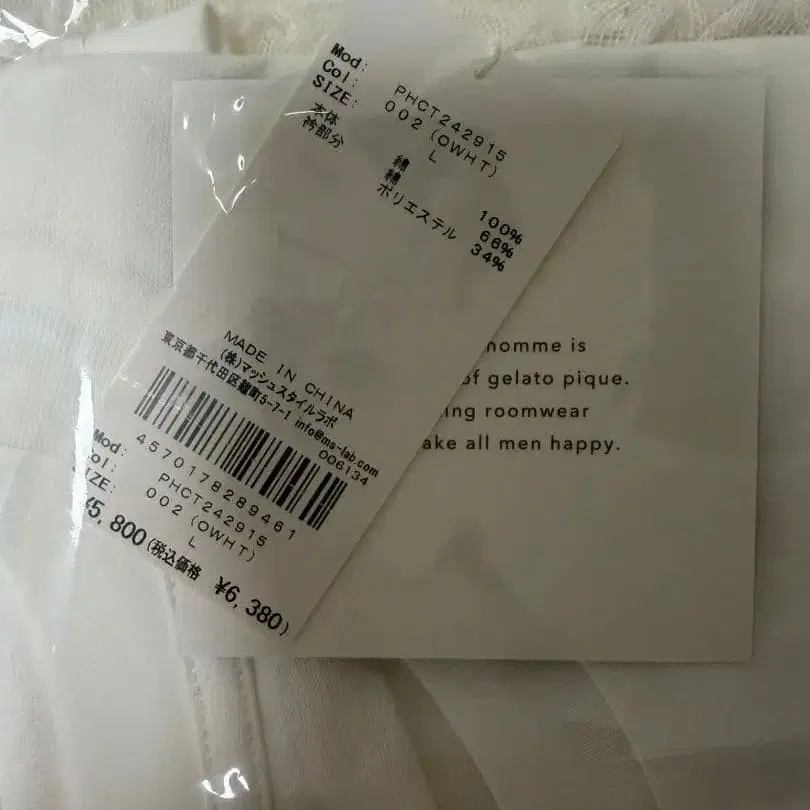 Mod:
PHCT242915
Col:
002 (OWHT)
SIZE:
L
本体
綿 100%
衿部分
綿 66%
ポリエステル 34%
MADE IN CHINA
(株)マッシュスタイルラボ
東京都千代田区麹町5-7-1 info@ms-lab.com
006134
4570178289461
Mod:
PHCT242915
Col:
002 (OWHT)
SIZE:
L
¥5,800(税込価格 ¥6,380)
homme is
of gelato pique.
ing roomwear
ake all men happy.